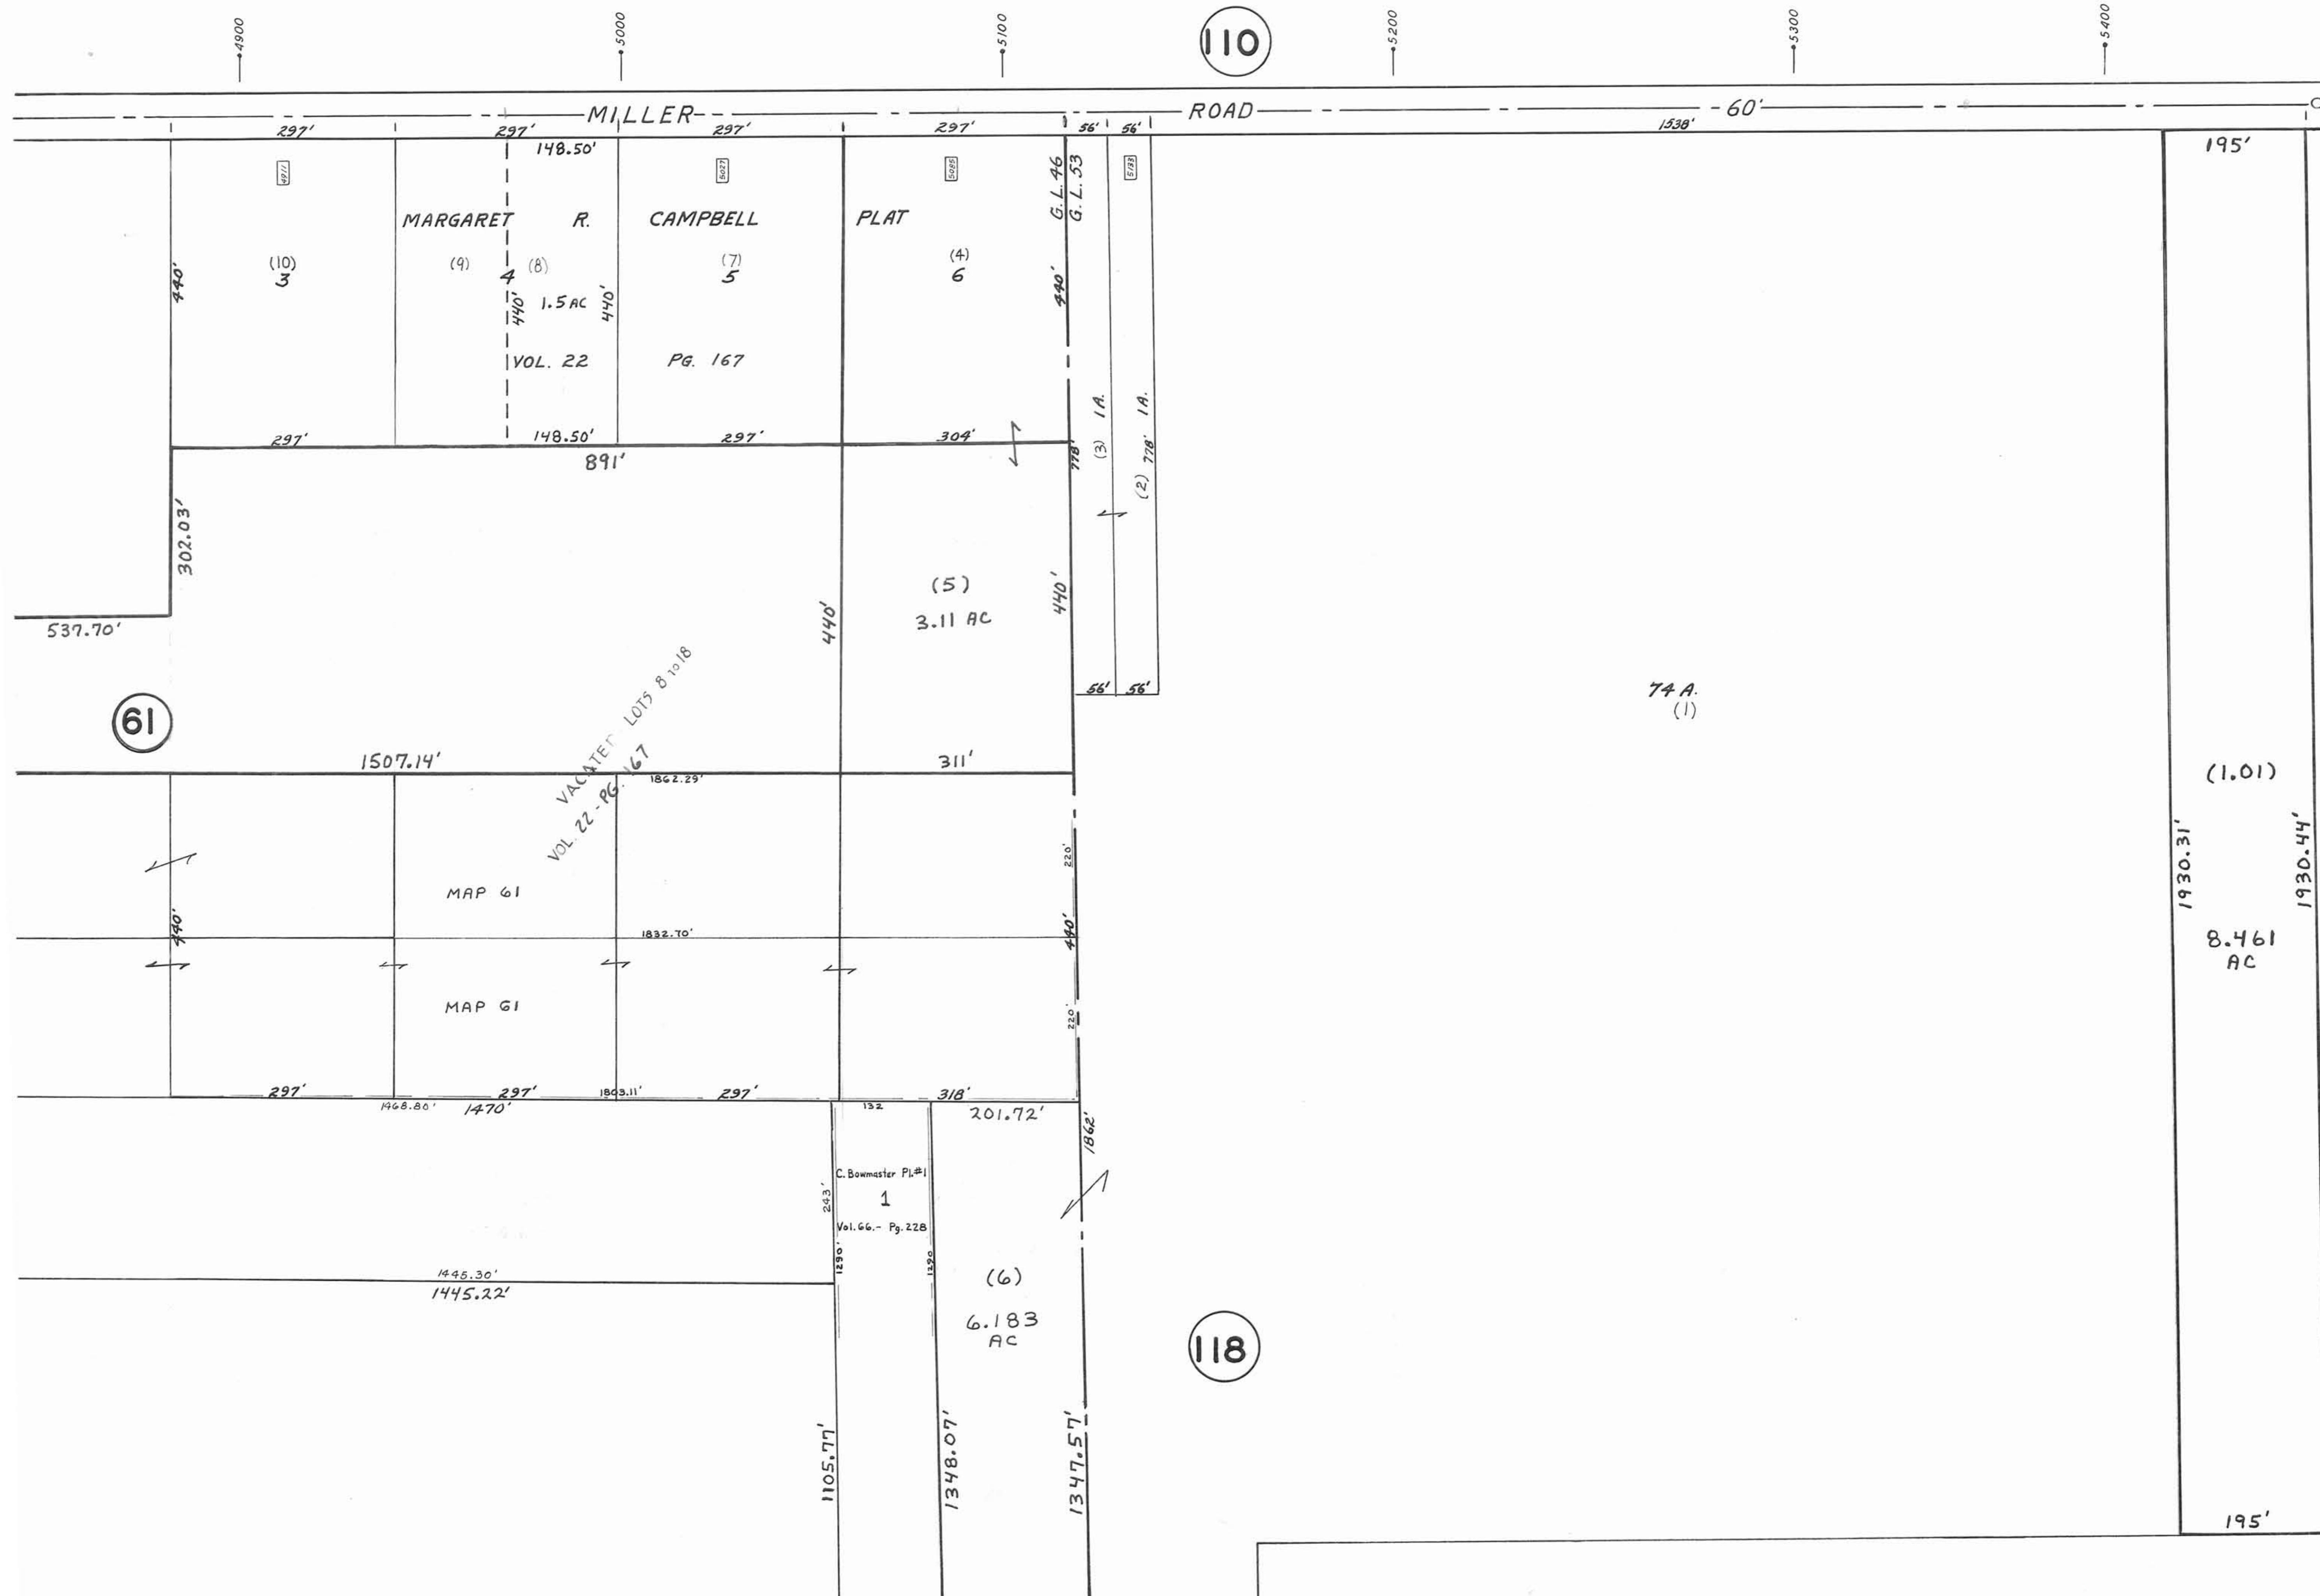 4900
5000
5100
110
5200
5300
5400
MILLER ROAD 60'
297' 297' 297' 297' 56' 56' 1538'
148.50'
195'
4911
5027
5085
5133
G.L. 46
G.L. 53
MARGARET R. CAMPBELL PLAT
(10)
3
(9) 4 (8)
(7)
5
(4)
6
440'
440'
1.5 AC
440'
440'
VOL. 22 PG. 167
297' 148.50' 297' 304'
891'
778'
(3) 1A.
(2) 778' 1A.
302.03'
537.70'
440'
(5)
3.11 AC
440'
56' 56'
61
VACATED LOTS 8 TO 18
VOL. 22 - PG. 167
74 A.
(1)
1507.14'
1862.29'
311'
(1.01)
1930.31'
1930.44'
8.461
AC
220'
MAP 61
440'
440'
1832.70'
MAP 61
220'
297' 297' 1803.11' 297' 318'
1468.80' 1470'
132
201.72'
1862'
C. Bowmaster Pl.#1
1
Vol. 66.- Pg. 228
243'
1290'
1290
1445.30'
1445.22'
(6)
6.183
AC
118
1105.77'
1348.07'
1347.57'
195'